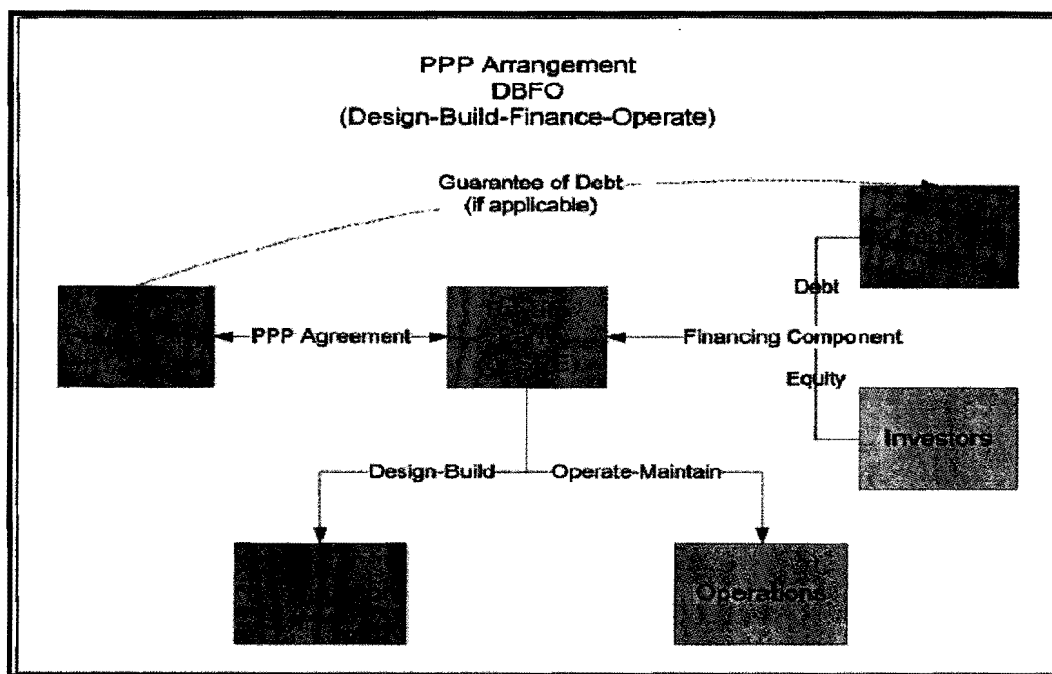 PPP Arrangement
DBFO
(Design-Build-Finance-Operate)
Guarantee of Debt
(if applicable)
Debt
PPP Agreement
Financing Component
Equity
Investors
Design-Build
Operate-Maintain
Operations